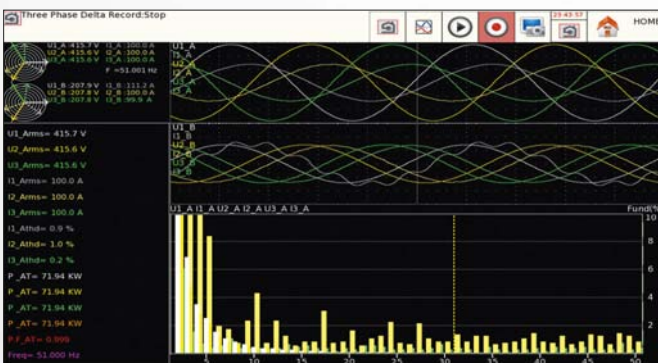 Three Phase Delta Record:Stop
23:43:57
HOME
U1_A :415.7 V I1_A :100.0 A
U2_A :415.6 V I2_A :100.0 A
U3_A :415.6 V I3_A :100.0 A
F =51.001 Hz
U1_B :207.9 V I1_B :111.2 A
U2_B :207.8 V I2_B :100.0 A
U3_B :207.8 V I3_B :99.9 A
U1_A
I1_A
U2_A
I2_A
U3_A
I3_A
U1_B
I1_B
U2_B
I2_B
U3_B
I3_B
U1_Arms= 415.7 V
U2_Arms= 415.6 V
U3_Arms= 415.6 V
I1_Arms= 100.0 A
I2_Arms= 100.0 A
I3_Arms= 100.0 A
I1_Athd= 0.9 %
I2_Athd= 1.0 %
I3_Athd= 0.2 %
P_AT= 71.94 KW
P_AT= 71.94 KW
P_AT= 71.94 KW
P_AT= 71.94 KW
P.F_AT= 0.999
Freq= 51.000 Hz
U1_A I1_A U2_A I2_A U3_A I3_A
Fund(%
10
8
6
4
2
5 10 15 20 25 30 35 40 45 50